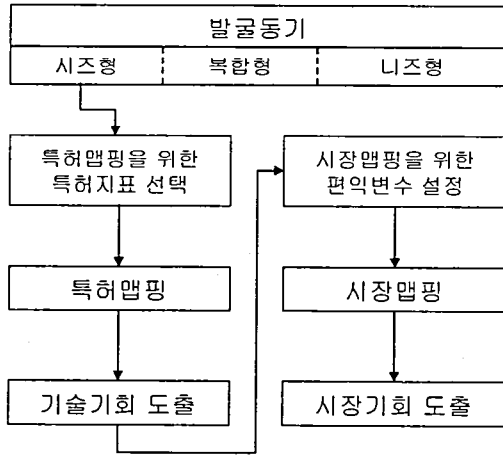 발굴동기
시즈형 복합형 니즈형
특허맵핑을 위한
특허지표 선택
특허맵핑
기술기회 도출
시장맵핑을 위한
편익변수 설정
시장맵핑
시장기회 도출